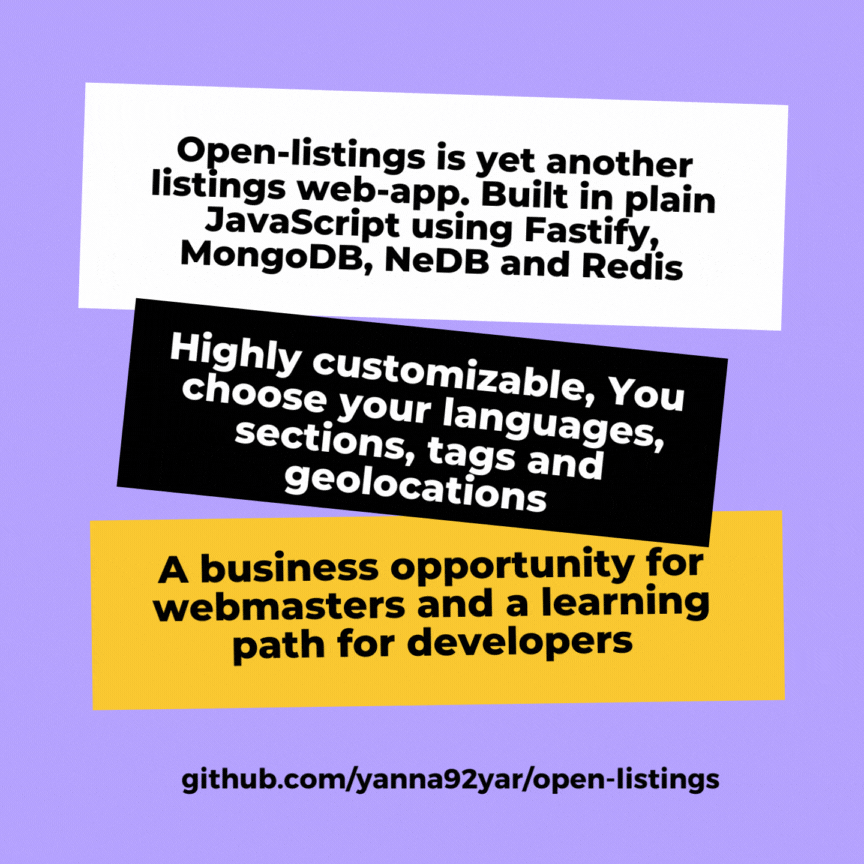 Open-listings is yet another
listings web-app. Built in plain
JavaScript using Fastify,
MongoDB, NeDB and Redis
Highly customizable, You
choose your languages,
sections, tags and
geolocations
A business opportunity for
webmasters and a learning
path for developers
github.com/yanna92yar/open-listings